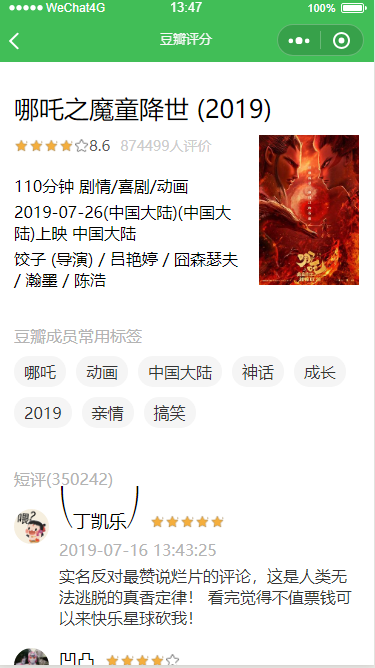 WeChat4G 13:47 100%
豆瓣评分
哪吒之魔童降世 (2019)
8.6 874499人评价
110分钟 剧情/喜剧/动画
2019-07-26(中国大陆)(中国大
陆)上映 中国大陆
饺子 (导演) / 吕艳婷 / 囧森瑟夫
/ 瀚墨 / 陈浩
哪吒
豆瓣成员常用标签
哪吒 动画 中国大陆 神话 成长
2019 亲情 搞笑
短评(350242)
喂?
丁凯乐
2019-07-16 13:43:25
实名反对最赞说烂片的评论，这是人类无
法逃脱的真香定律！ 看完觉得不值票钱可
以来快乐星球砍我！
凹凸